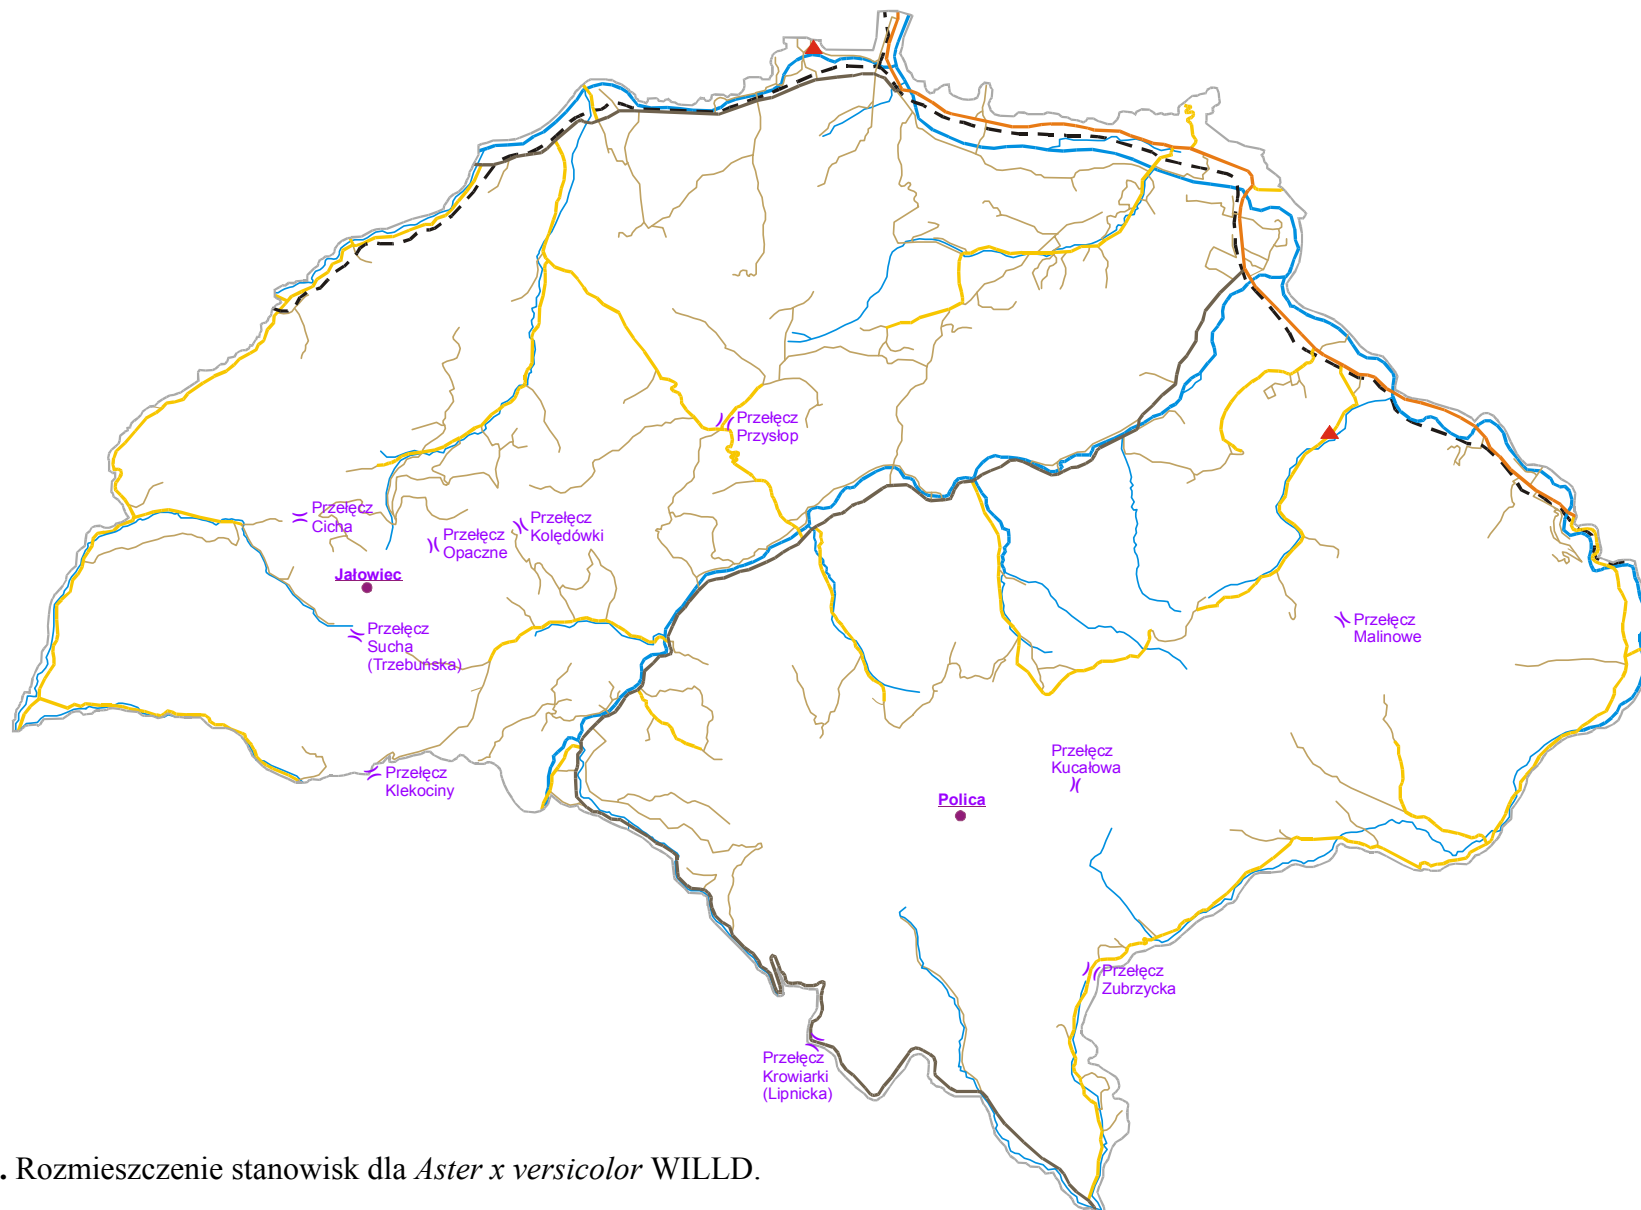 Przełęcz
Przysłop
Przełęcz
Cicha
Przełęcz
Kolędówki
Przełęcz
Opaczne
Jałowiec
Przełęcz
Sucha
(Trzebuńska)
Przełęcz
Malinowe
Przełęcz
Klekociny
Przełęcz
Kucałowa
Polica
Przełęcz
Zubrzycka
Przełęcz
Krowiarki
(Lipnicka)
. Rozmieszczenie stanowisk dla Aster x versicolor WILLD.